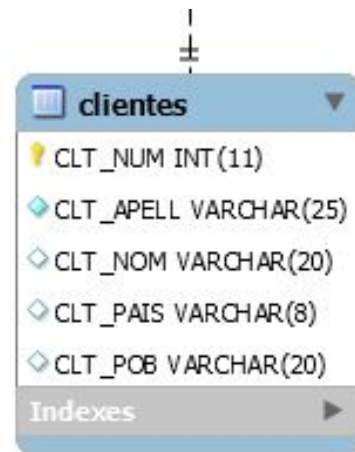 clientes
CLT_NUM INT(11)
CLT_APELL VARCHAR(25)
CLT_NOM VARCHAR(20)
CLT_PAIS VARCHAR(8)
CLT_POB VARCHAR(20)
Indexes